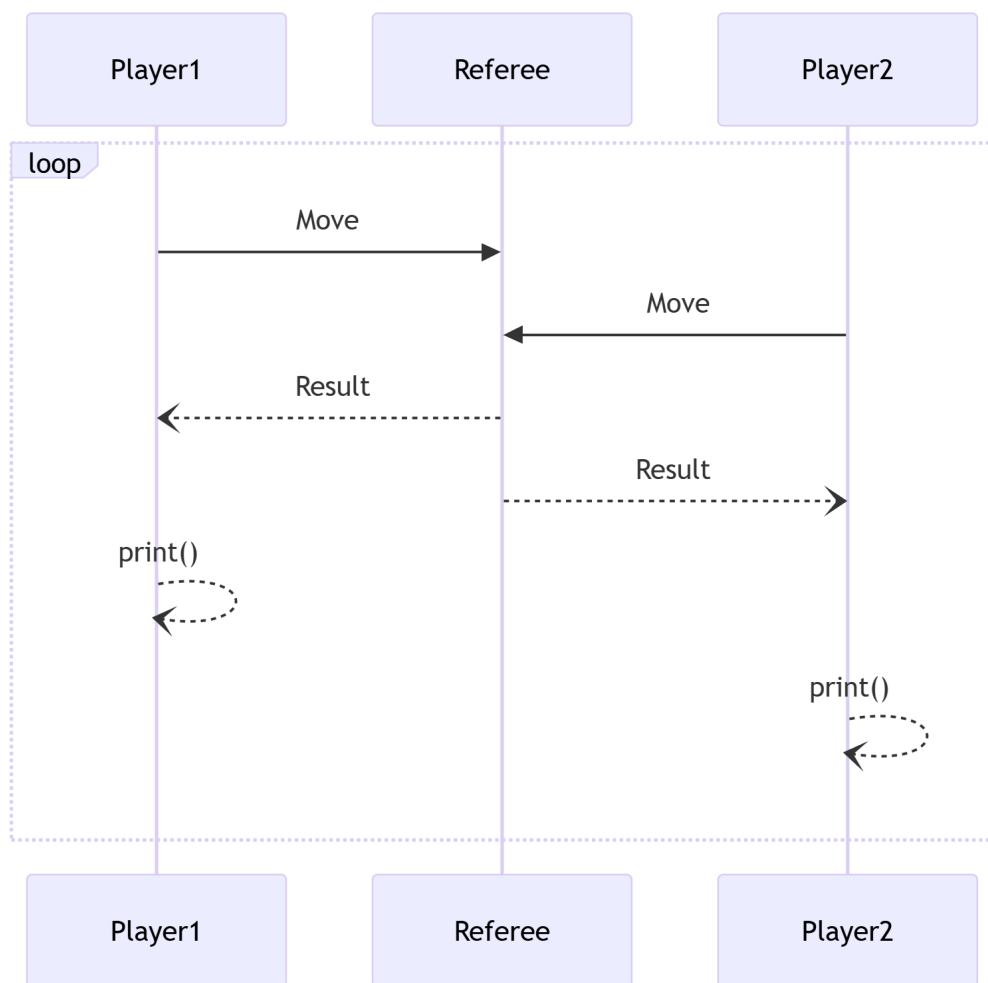 Player1
Referee
Player2
loop
Move
Move
Result
Result
print()
print()
Player1
Referee
Player2